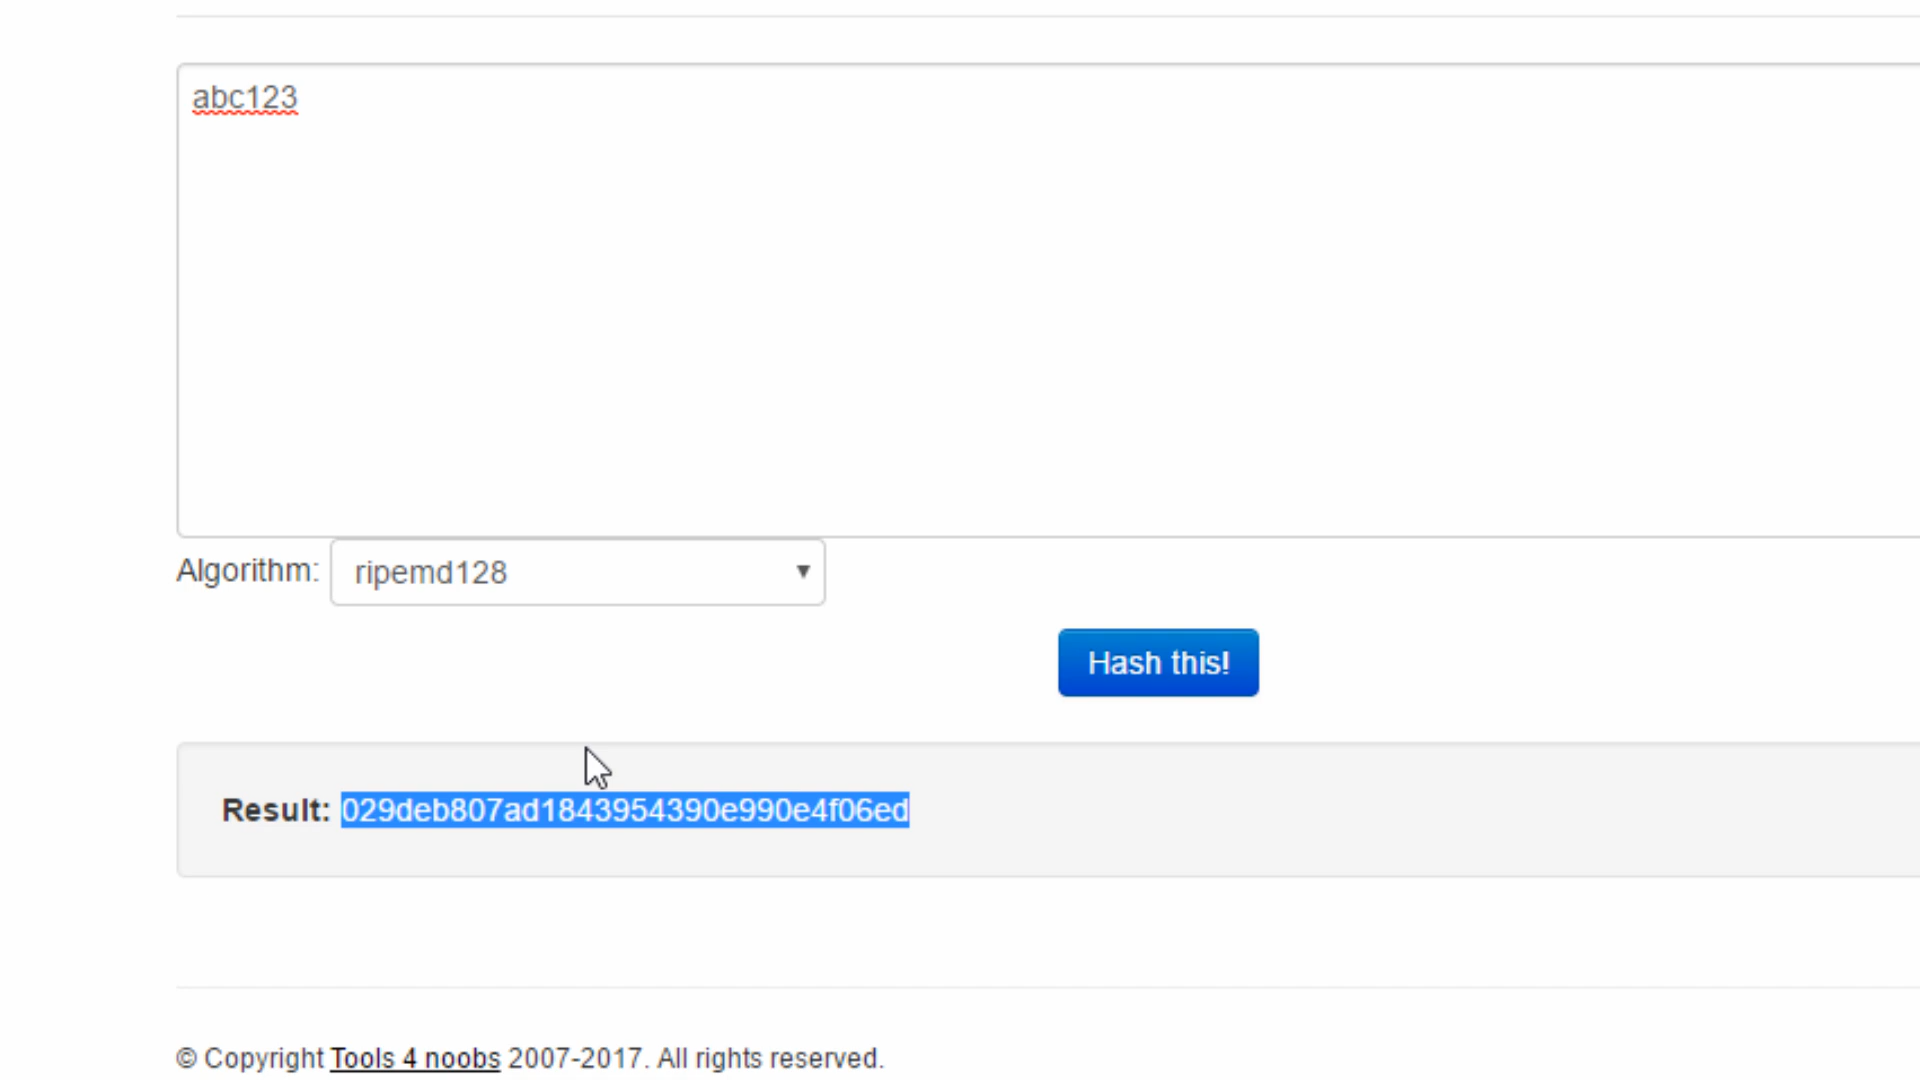 abc123
Algorithm: ripemd128
Hash this!
Result: 029deb807ad1843954390e990e4f06ed
© Copyright Tools 4 noobs 2007-2017. All rights reserved.